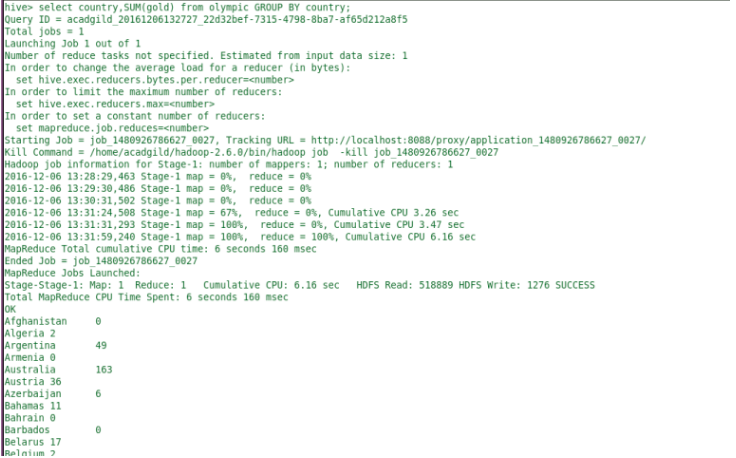 hive> select country,SUM(gold) from olympic GROUP BY country;
Query ID = acadgild_20161206132727_22d32bef-7315-4798-8ba7-af65d212a8f5
Total jobs = 1
Launching Job 1 out of 1
Number of reduce tasks not specified. Estimated from input data size: 1
In order to change the average load for a reducer (in bytes):
  set hive.exec.reducers.bytes.per.reducer=<number>
In order to limit the maximum number of reducers:
  set hive.exec.reducers.max=<number>
In order to set a constant number of reducers:
  set mapreduce.job.reduces=<number>
Starting Job = job_1480926786627_0027, Tracking URL = http://localhost:8088/proxy/application_1480926786627_0027/
Kill Command = /home/acadgild/hadoop-2.6.0/bin/hadoop job  -kill job_1480926786627_0027
Hadoop job information for Stage-1: number of mappers: 1; number of reducers: 1
2016-12-06 13:28:29,463 Stage-1 map = 0%,  reduce = 0%
2016-12-06 13:29:30,486 Stage-1 map = 0%,  reduce = 0%
2016-12-06 13:30:31,502 Stage-1 map = 0%,  reduce = 0%
2016-12-06 13:31:24,508 Stage-1 map = 67%,  reduce = 0%, Cumulative CPU 3.26 sec
2016-12-06 13:31:31,293 Stage-1 map = 100%,  reduce = 0%, Cumulative CPU 3.47 sec
2016-12-06 13:31:59,240 Stage-1 map = 100%,  reduce = 100%, Cumulative CPU 6.16 sec
MapReduce Total cumulative CPU time: 6 seconds 160 msec
Ended Job = job_1480926786627_0027
MapReduce Jobs Launched:
Stage-Stage-1: Map: 1  Reduce: 1   Cumulative CPU: 6.16 sec   HDFS Read: 518889 HDFS Write: 1276 SUCCESS
Total MapReduce CPU Time Spent: 6 seconds 160 msec
OK
Afghanistan     0
Algeria 2
Argentina       49
Armenia 0
Australia       163
Austria 36
Azerbaijan      6
Bahamas 11
Bahrain 0
Barbados        0
Belarus 17
Belgium 2